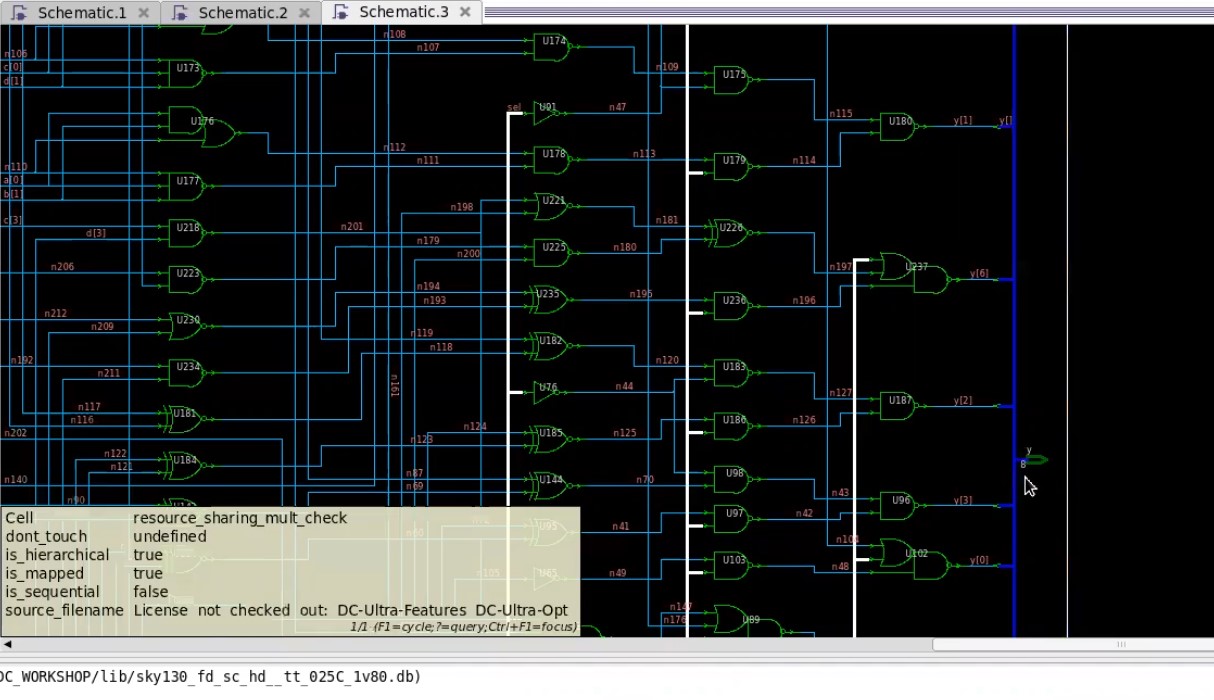 Schematic.1 Schematic.2 Schematic.3
n108
n107
U174
n106
c[0]
d[1]
U173
n109
U175
sel
U91
n47
n115
U176
U180
y[1]
y[]
n112
n111
U178
n113
U179
n114
n110
a[0]
b[1]
U177
n198
U221
c[3]
d[3]
U218
n201
n181
U226
n179
n200
U225
n180
n206
U223
n197
U237
y[6]
n194
n193
U235
n195
U236
n196
n212
n209
U230
n119
n118
U182
n120
n192
n211
U234
U183
n161
U76
n44
n127
n117
n116
U181
U187
y[2]
n202
n124
n123
U185
n125
U186
n126
n122
n121
U184
y
8
n140
n87
n69
U144
n70
U98
n43
n90
U96
y[3]
n41
U97
n42
n104
U102
n49
U103
n48
y[0]
n147
n176
U89
Cell resource_sharing_mult_check
dont_touch undefined
is_hierarchical true
is_mapped true
is_sequential false
source_filename License not checked out: DC-Ultra-Features DC-Ultra-Opt
1/1 (F1=cycle;?=query;Ctrl+F1=focus)
DC_WORKSHOP/lib/sky130_fd_sc_hd__tt_025C_1v80.db)